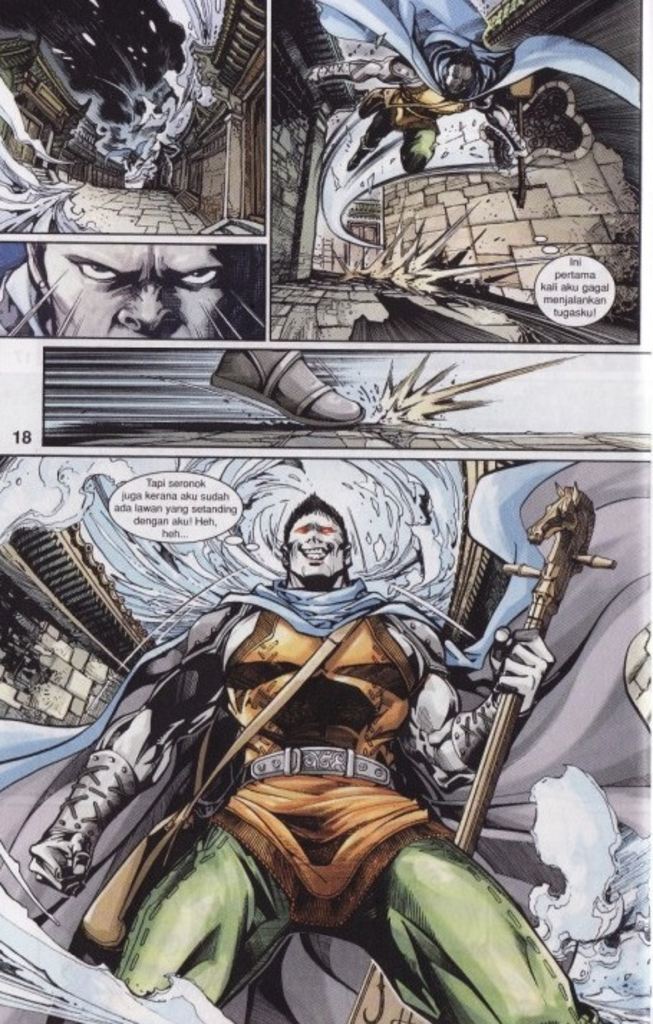 Ini
pertama
kali aku gagal
menjalankan
tugasku!
18
Tapi seronok
juga kerana aku sudah
ada lawan yang setanding
dengan aku! Heh,
heh...